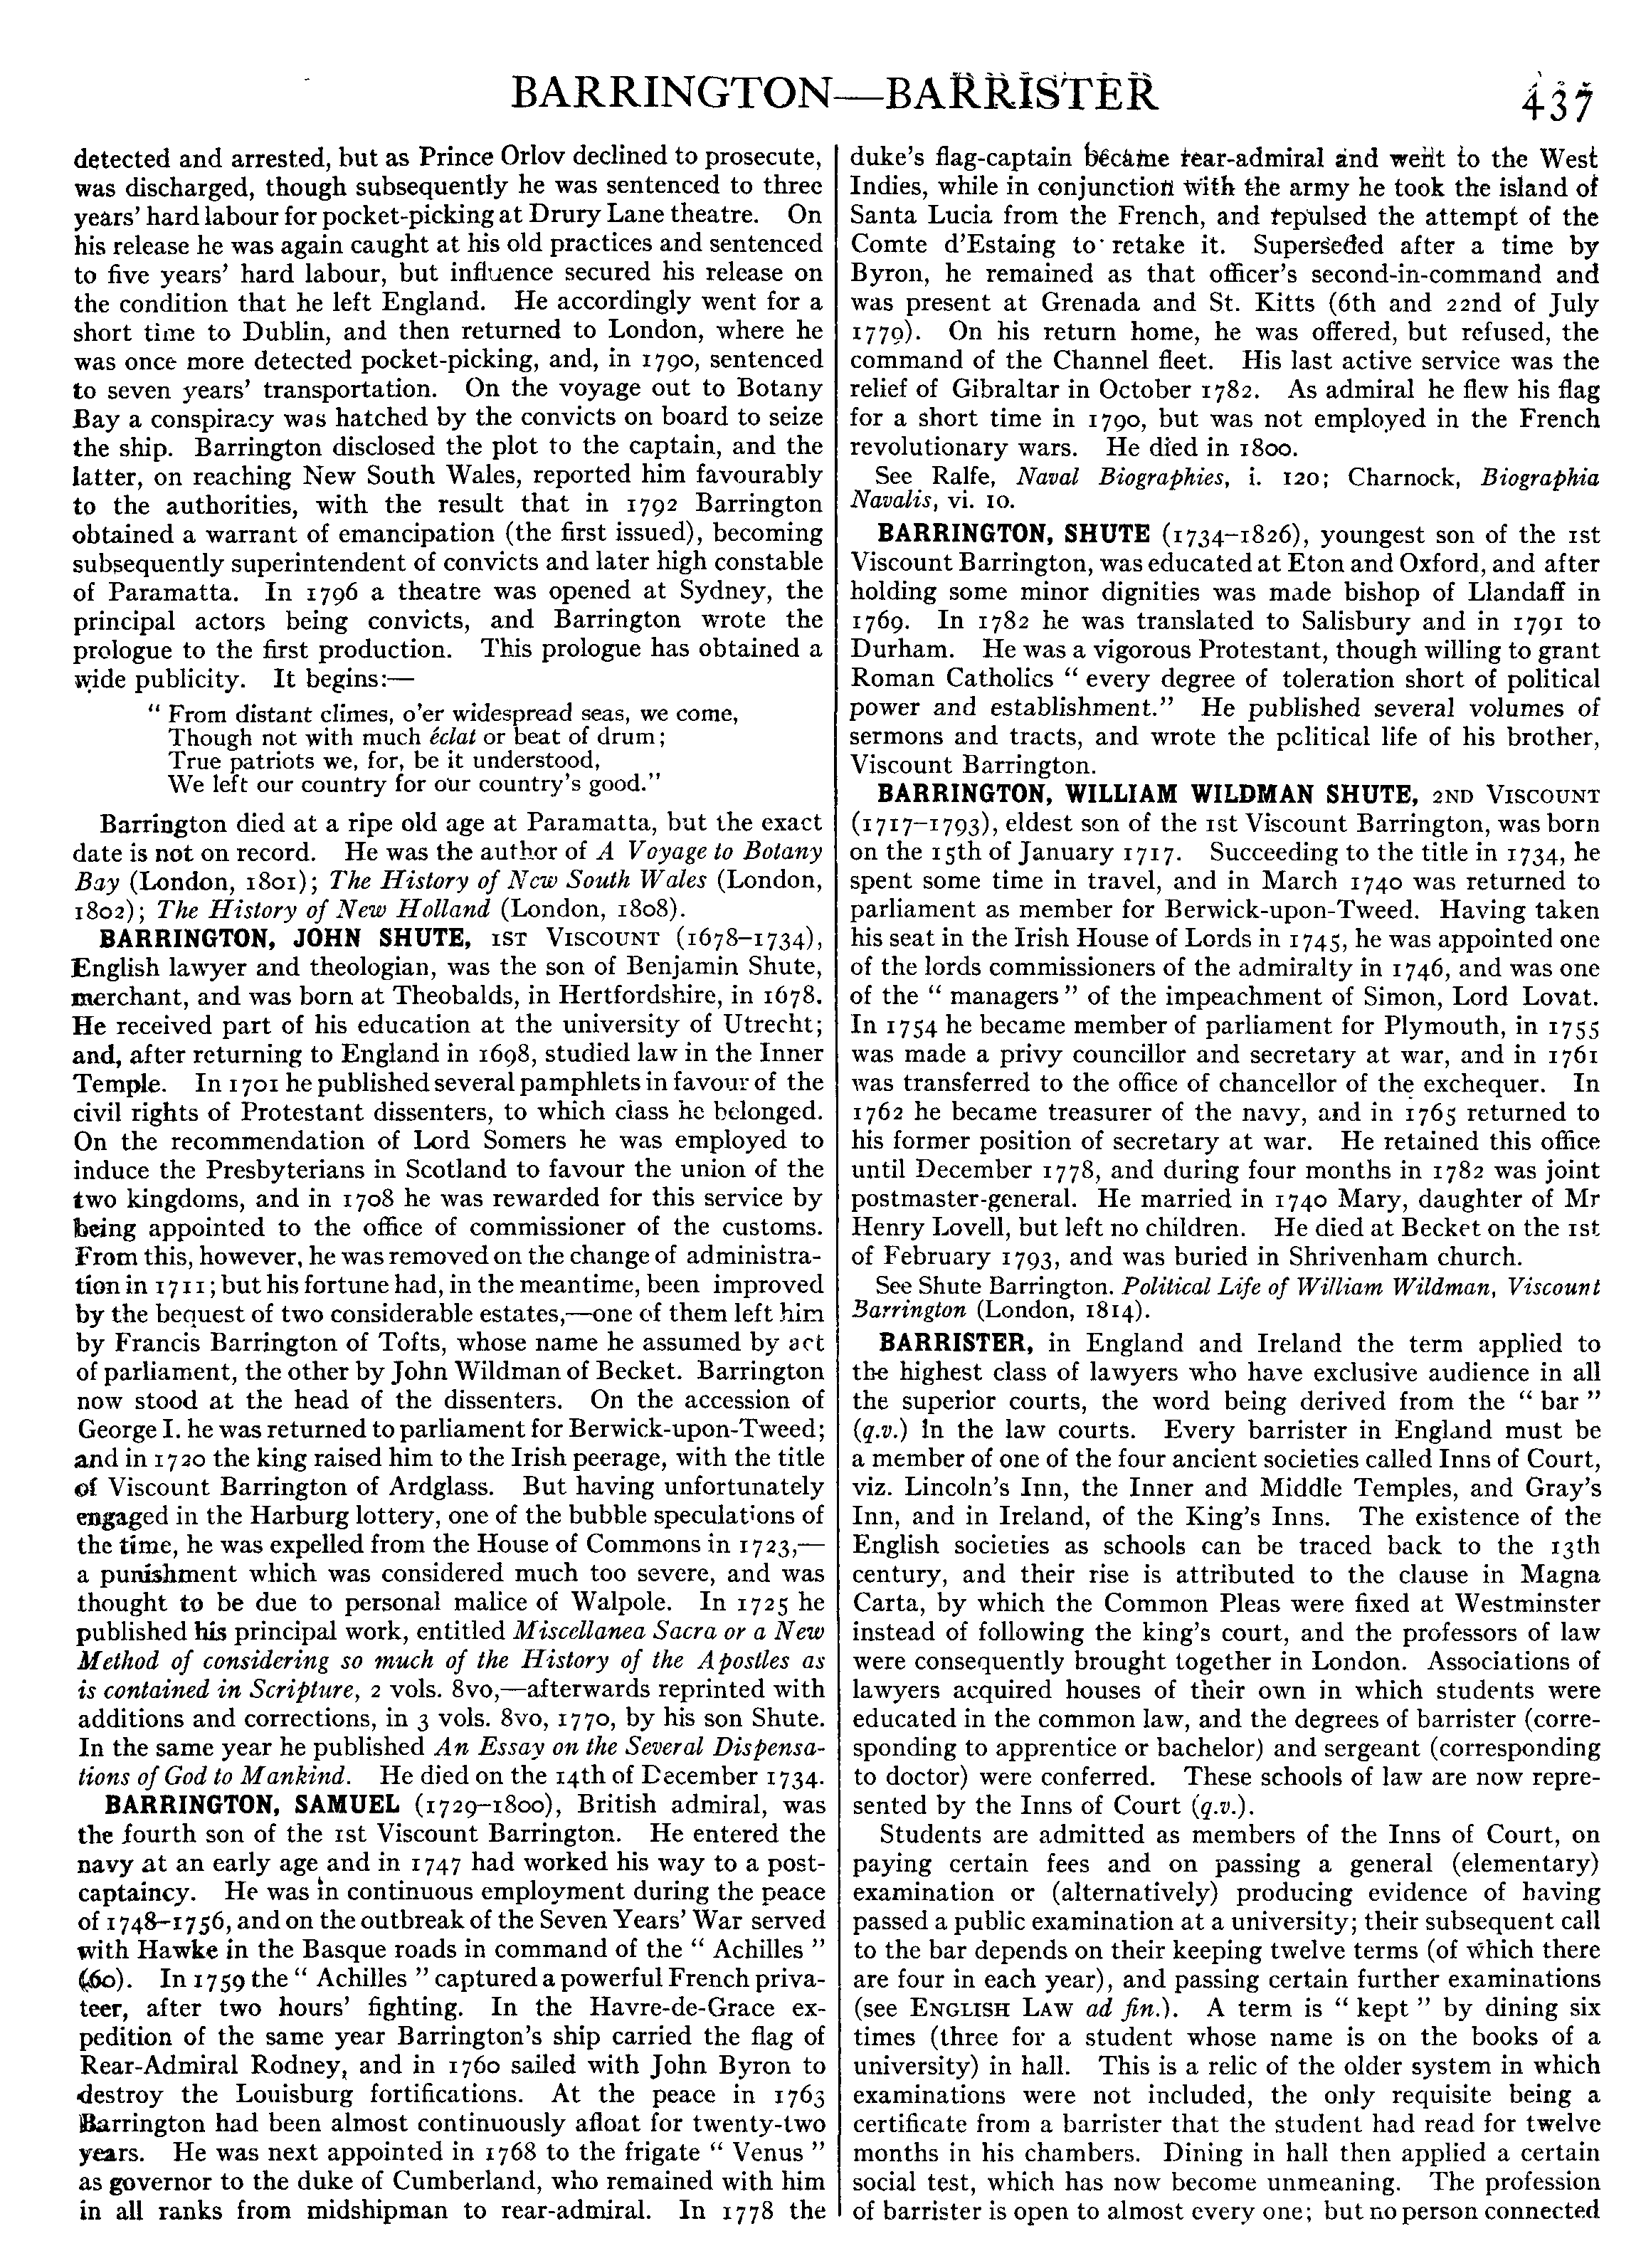 BARRINGTON—BARRISTER
437
detected and arrested, but as Prince Orlov declined to prosecute,
was discharged, though subsequently he was sentenced to three
years' hard labour for pocket-picking at Drury Lane theatre. On
his release he was again caught at his old practices and sentenced
to five years' hard labour, but influence secured his release on
the condition that he left England. He accordingly went for a
short time to Dublin, and then returned to London, where he
was once more detected pocket-picking, and, in 1790, sentenced
to seven years' transportation. On the voyage out to Botany
Bay a conspiracy was hatched by the convicts on board to seize
the ship. Barrington disclosed the plot to the captain, and the
latter, on reaching New South Wales, reported him favourably
to the authorities, with the result that in 1792 Barrington
obtained a warrant of emancipation (the first issued), becoming
subsequently superintendent of convicts and later high constable
of Paramatta. In 1796 a theatre was opened at Sydney, the
principal actors being convicts, and Barrington wrote the
prologue to the first production. This prologue has obtained a
wide publicity. It begins:—
“ From distant climes, o'er widespread seas, we come,
Though not with much éclat or beat of drum;
True patriots we, for, be it understood,
We left our country for our country's good.”
Barrington died at a ripe old age at Paramatta, but the exact
date is not on record. He was the author of A Voyage to Botany
Bay (London, 1801); The History of New South Wales (London,
1802); The History of New Holland (London, 1808).
BARRINGTON, JOHN SHUTE, 1ST VISCOUNT (1678–1734),
English lawyer and theologian, was the son of Benjamin Shute,
merchant, and was born at Theobalds, in Hertfordshire, in 1678.
He received part of his education at the university of Utrecht;
and, after returning to England in 1698, studied law in the Inner
Temple. In 1701 he published several pamphlets in favour of the
civil rights of Protestant dissenters, to which class he belonged.
On the recommendation of Lord Somers he was employed to
induce the Presbyterians in Scotland to favour the union of the
two kingdoms, and in 1708 he was rewarded for this service by
being appointed to the office of commissioner of the customs.
From this, however, he was removed on the change of administra-
tion in 1711; but his fortune had, in the meantime, been improved
by the bequest of two considerable estates,—one of them left him
by Francis Barrington of Tofts, whose name he assumed by act
of parliament, the other by John Wildman of Becket. Barrington
now stood at the head of the dissenters. On the accession of
George I. he was returned to parliament for Berwick-upon-Tweed;
and in 1720 the king raised him to the Irish peerage, with the title
of Viscount Barrington of Ardglass. But having unfortunately
engaged in the Harburg lottery, one of the bubble speculations of
the time, he was expelled from the House of Commons in 1723,—
a punishment which was considered much too severe, and was
thought to be due to personal malice of Walpole. In 1725 he
published his principal work, entitled Miscellanea Sacra or a New
Method of considering so much of the History of the Apostles as
is contained in Scripture, 2 vols. 8vo,—afterwards reprinted with
additions and corrections, in 3 vols. 8vo, 1770, by his son Shute.
In the same year he published An Essay on the Several Dispensa-
tions of God to Mankind. He died on the 14th of December 1734.
BARRINGTON, SAMUEL (1729–1800), British admiral, was
the fourth son of the 1st Viscount Barrington. He entered the
navy at an early age and in 1747 had worked his way to a post-
captaincy. He was in continuous employment during the peace
of 1748–1756, and on the outbreak of the Seven Years' War served
with Hawke in the Basque roads in command of the “ Achilles ”
(60). In 1759 the “ Achilles ” captured a powerful French priva-
teer, after two hours' fighting. In the Havre-de-Grace ex-
pedition of the same year Barrington's ship carried the flag of
Rear-Admiral Rodney, and in 1760 sailed with John Byron to
destroy the Louisburg fortifications. At the peace in 1763
Barrington had been almost continuously afloat for twenty-two
years. He was next appointed in 1768 to the frigate “ Venus ”
as governor to the duke of Cumberland, who remained with him
in all ranks from midshipman to rear-admiral. In 1778 the
duke's flag-captain became rear-admiral and went to the West
Indies, while in conjunction with the army he took the island of
Santa Lucia from the French, and repulsed the attempt of the
Comte d'Estaing to retake it. Superseded after a time by
Byron, he remained as that officer's second-in-command and
was present at Grenada and St. Kitts (6th and 22nd of July
1779). On his return home, he was offered, but refused, the
command of the Channel fleet. His last active service was the
relief of Gibraltar in October 1782. As admiral he flew his flag
for a short time in 1790, but was not employed in the French
revolutionary wars. He died in 1800.
See Ralfe, Naval Biographies, i. 120; Charnock, Biographia
Navalis, vi. 10.
BARRINGTON, SHUTE (1734–1826), youngest son of the 1st
Viscount Barrington, was educated at Eton and Oxford, and after
holding some minor dignities was made bishop of Llandaff in
1769. In 1782 he was translated to Salisbury and in 1791 to
Durham. He was a vigorous Protestant, though willing to grant
Roman Catholics “ every degree of toleration short of political
power and establishment.” He published several volumes of
sermons and tracts, and wrote the political life of his brother,
Viscount Barrington.
BARRINGTON, WILLIAM WILDMAN SHUTE, 2ND VISCOUNT
(1717–1793), eldest son of the 1st Viscount Barrington, was born
on the 15th of January 1717. Succeeding to the title in 1734, he
spent some time in travel, and in March 1740 was returned to
parliament as member for Berwick-upon-Tweed. Having taken
his seat in the Irish House of Lords in 1745, he was appointed one
of the lords commissioners of the admiralty in 1746, and was one
of the “ managers ” of the impeachment of Simon, Lord Lovat.
In 1754 he became member of parliament for Plymouth, in 1755
was made a privy councillor and secretary at war, and in 1761
was transferred to the office of chancellor of the exchequer. In
1762 he became treasurer of the navy, and in 1765 returned to
his former position of secretary at war. He retained this office
until December 1778, and during four months in 1782 was joint
postmaster-general. He married in 1740 Mary, daughter of Mr
Henry Lovell, but left no children. He died at Becket on the 1st
of February 1793, and was buried in Shrivenham church.
See Shute Barrington. Political Life of William Wildman, Viscount
Barrington (London, 1814).
BARRISTER, in England and Ireland the term applied to
the highest class of lawyers who have exclusive audience in all
the superior courts, the word being derived from the “ bar ”
(q.v.) in the law courts. Every barrister in England must be
a member of one of the four ancient societies called Inns of Court,
viz. Lincoln's Inn, the Inner and Middle Temples, and Gray's
Inn, and in Ireland, of the King's Inns. The existence of the
English societies as schools can be traced back to the 13th
century, and their rise is attributed to the clause in Magna
Carta, by which the Common Pleas were fixed at Westminster
instead of following the king's court, and the professors of law
were consequently brought together in London. Associations of
lawyers acquired houses of their own in which students were
educated in the common law, and the degrees of barrister (corre-
sponding to apprentice or bachelor) and sergeant (corresponding
to doctor) were conferred. These schools of law are now repre-
sented by the Inns of Court (q.v.).
Students are admitted as members of the Inns of Court, on
paying certain fees and on passing a general (elementary)
examination or (alternatively) producing evidence of having
passed a public examination at a university; their subsequent call
to the bar depends on their keeping twelve terms (of which there
are four in each year), and passing certain further examinations
(see ENGLISH LAW ad fin.). A term is “ kept ” by dining six
times (three for a student whose name is on the books of a
university) in hall. This is a relic of the older system in which
examinations were not included, the only requisite being a
certificate from a barrister that the student had read for twelve
months in his chambers. Dining in hall then applied a certain
social test, which has now become unmeaning. The profession
of barrister is open to almost every one; but no person connected